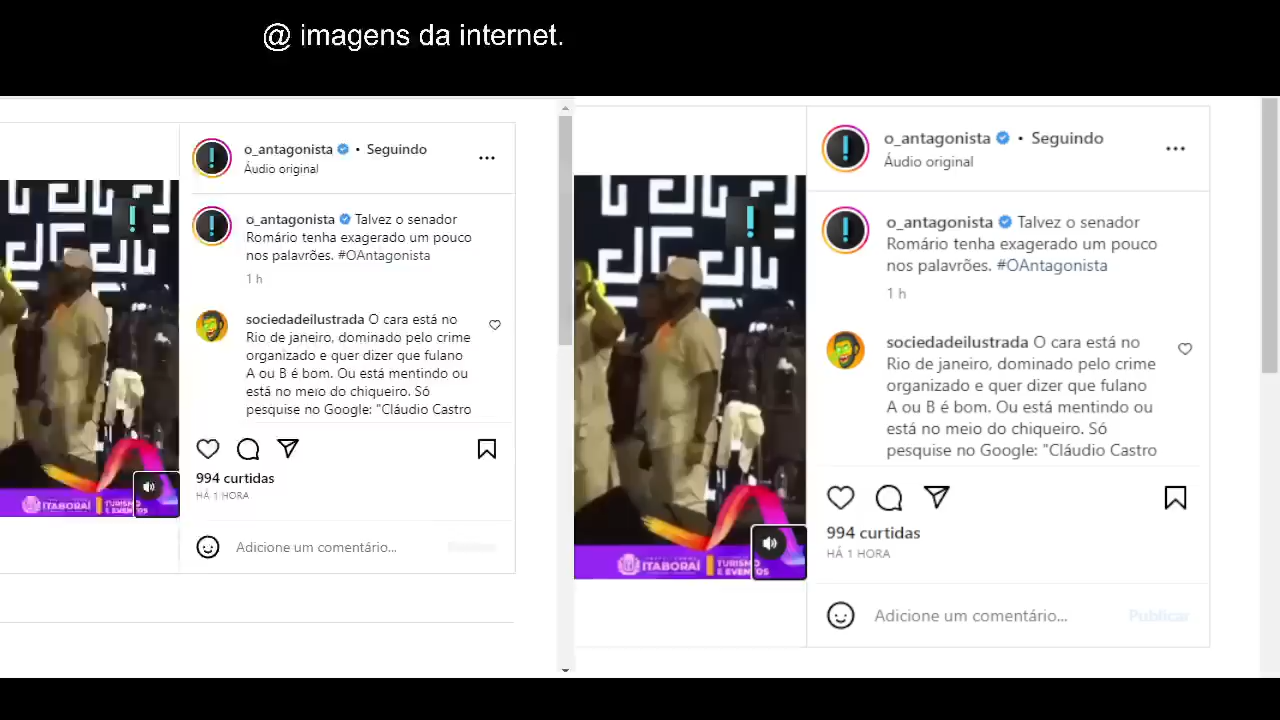 @ imagens da internet.
o_antagonista • Seguindo
Áudio original
o_antagonista Talvez o senador
Romário tenha exagerado um pouco
nos palavrões. #OAntagonista
1 h
sociedadeilustrada O cara está no
Rio de janeiro, dominado pelo crime
organizado e quer dizer que fulano
A ou B é bom. Ou está mentindo ou
está no meio do chiqueiro. Só
pesquise no Google: "Cláudio Castro
994 curtidas
HÁ 1 HORA
Adicione um comentário...
ITABORAÍ
TURISMO
E EVENTOS
o_antagonista • Seguindo
Áudio original
o_antagonista Talvez o senador
Romário tenha exagerado um pouco
nos palavrões. #OAntagonista
1 h
sociedadeilustrada O cara está no
Rio de janeiro, dominado pelo crime
organizado e quer dizer que fulano
A ou B é bom. Ou está mentindo ou
está no meio do chiqueiro. Só
pesquise no Google: "Cláudio Castro
994 curtidas
HÁ 1 HORA
Adicione um comentário...
Publicar
ITABORAÍ
TURISMO
E EVENTOS